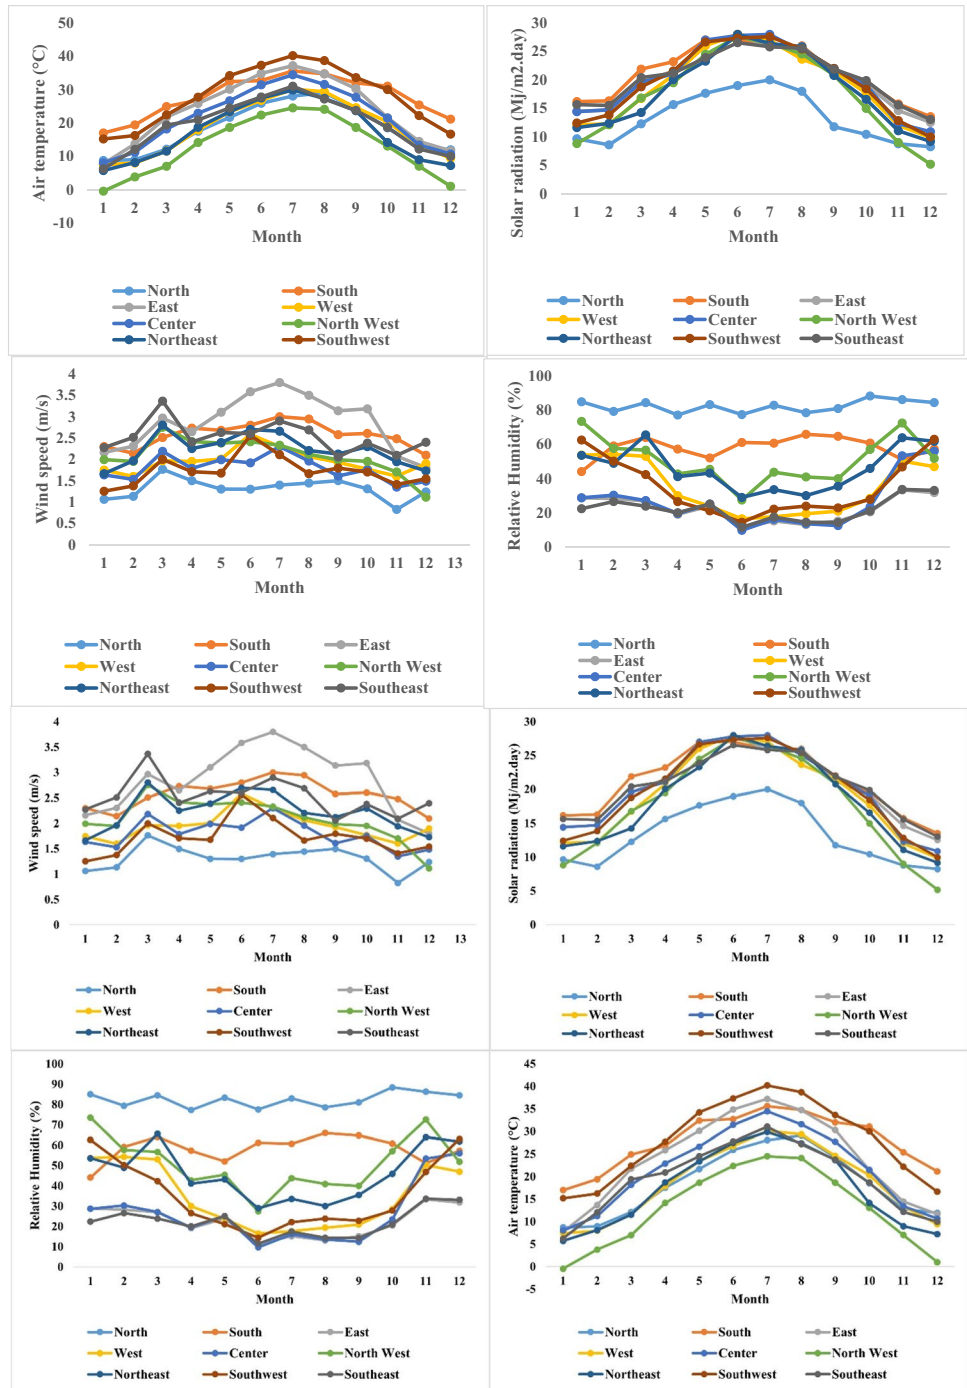 Air temperature (°C)
50
40
30
20
10
0
-10
1 2 3 4 5 6 7 8 9 10 11 12
Month
North South
East West
Center North West
Northeast Southwest
Solar radiation (Mj/m2.day)
30
25
20
15
10
5
0
1 2 3 4 5 6 7 8 9 10 11 12
Month
North South East
West Center North West
Northeast Southwest Southeast
Wind speed (m/s)
4
3.5
3
2.5
2
1.5
1
0.5
0
1 2 3 4 5 6 7 8 9 10 11 12 13
Month
North South East
West Center North West
Northeast Southwest Southeast
Relative Humidity (%)
100
80
60
40
20
0
1 2 3 4 5 6 7 8 9 10 11 12
Month
North South
East West
Center North West
Northeast Southwest
Wind speed (m/s)
4
3.5
3
2.5
2
1.5
1
0.5
0
1 2 3 4 5 6 7 8 9 10 11 12 13
Month
North South East
West Center North West
Northeast Southwest Southeast
Solar radiation (Mj/m2.day)
30
25
20
15
10
5
0
1 2 3 4 5 6 7 8 9 10 11 12
Month
North South East
West Center North West
Northeast Southwest Southeast
Relative Humidity (%)
100
90
80
70
60
50
40
30
20
10
0
1 2 3 4 5 6 7 8 9 10 11 12
Month
North South East
West Center North West
Northeast Southwest Southeast
Air temperature (°C)
45
40
35
30
25
20
15
10
5
0
-5
1 2 3 4 5 6 7 8 9 10 11 12
Month
North South East
West Center North West
Northeast Southwest Southeast